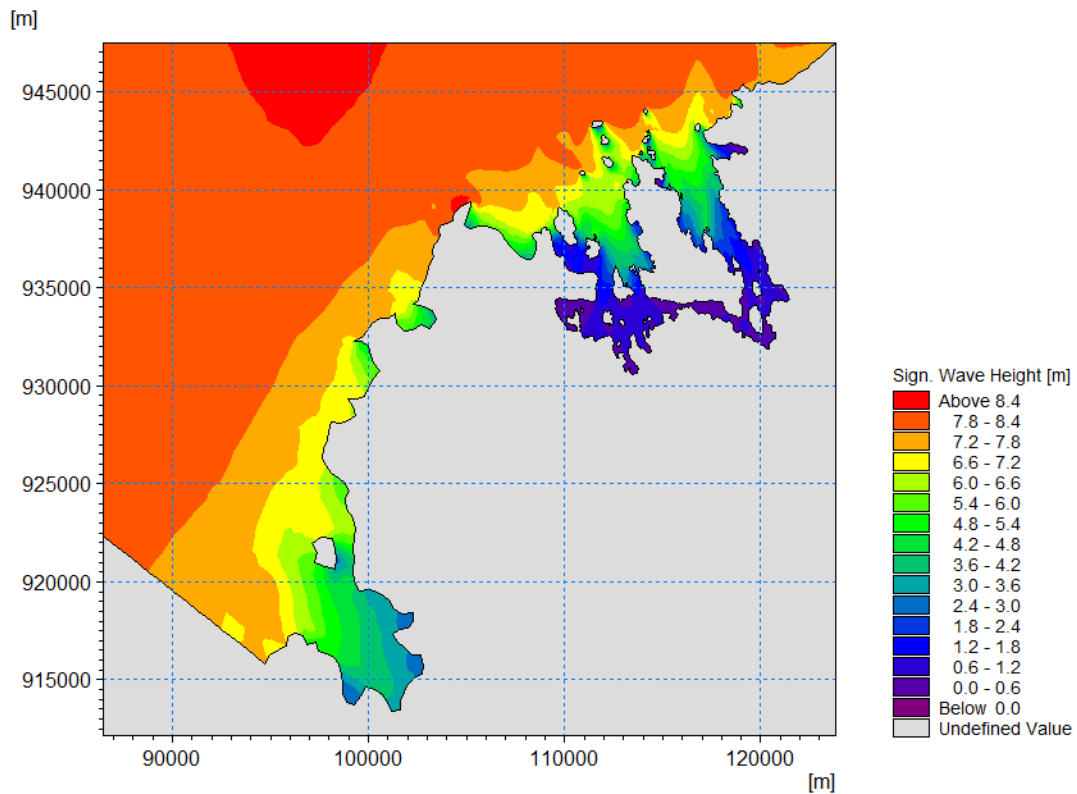 [m]
945000
940000
935000
930000
925000
920000
915000
90000 100000 110000 120000
[m]
Sign. Wave Height [m]
Above 8.4
7.8 - 8.4
7.2 - 7.8
6.6 - 7.2
6.0 - 6.6
5.4 - 6.0
4.8 - 5.4
4.2 - 4.8
3.6 - 4.2
3.0 - 3.6
2.4 - 3.0
1.8 - 2.4
1.2 - 1.8
0.6 - 1.2
0.0 - 0.6
Below 0.0
Undefined Value